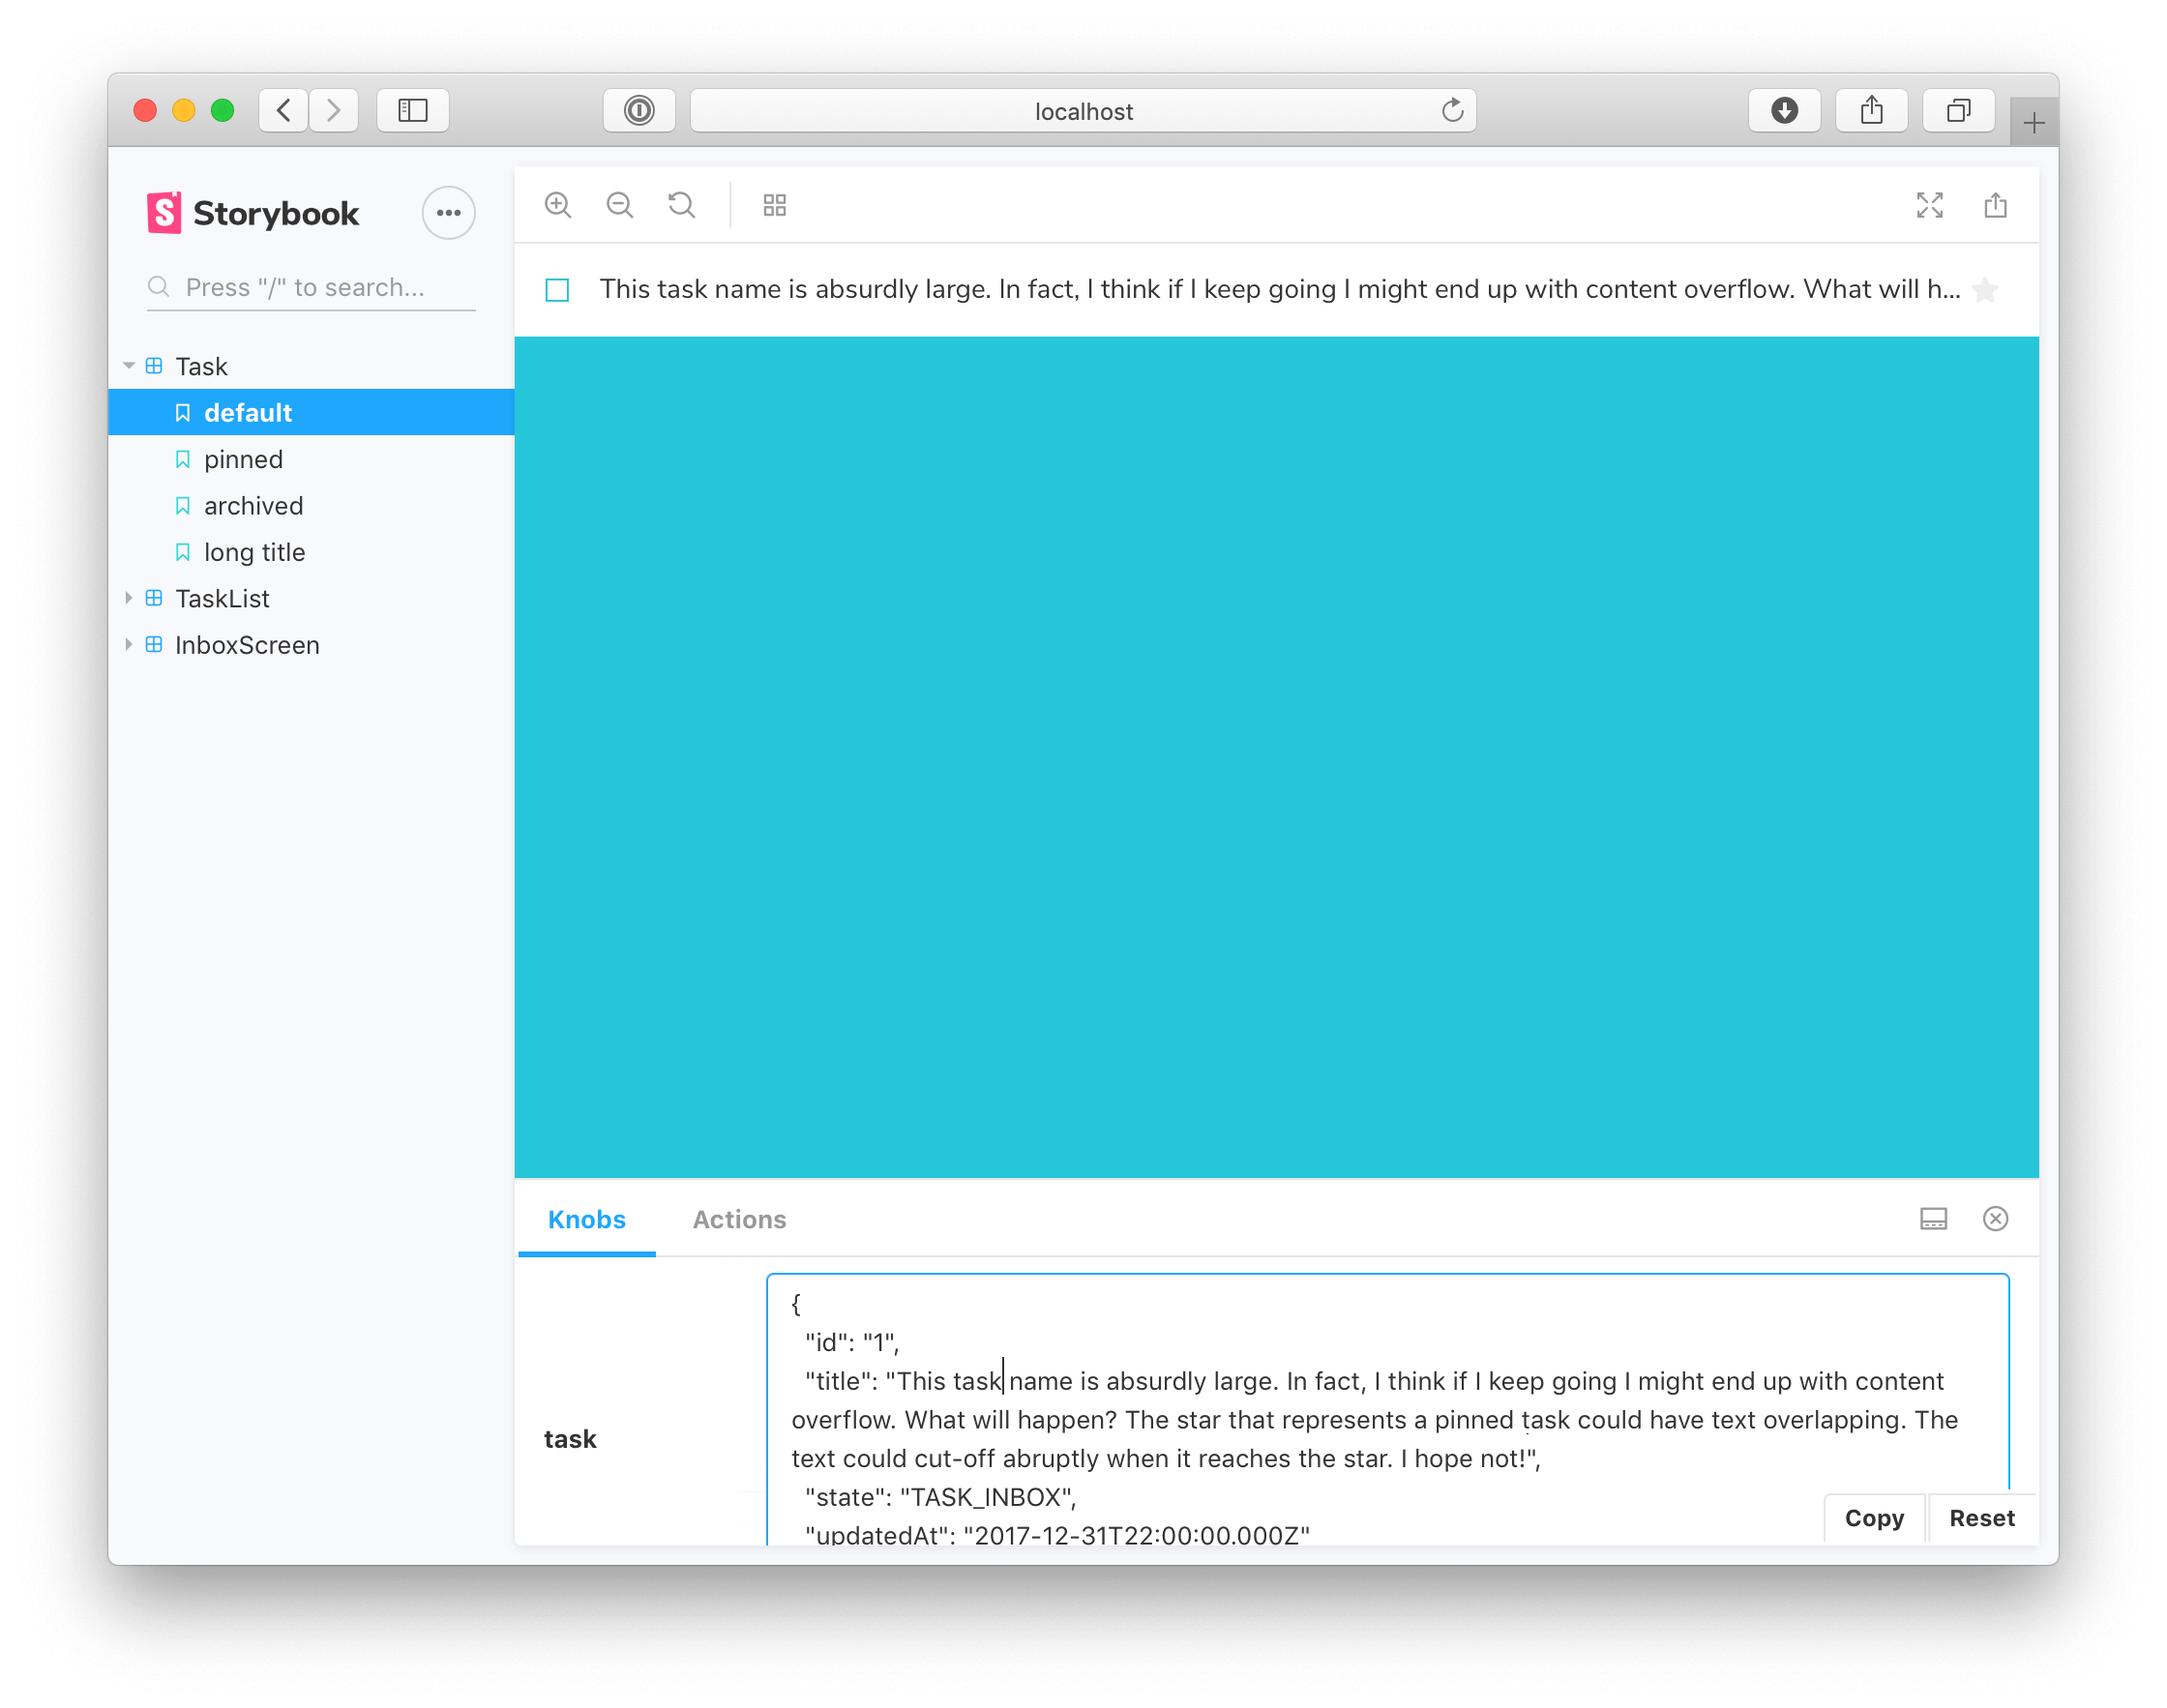 localhost
Storybook
Press "/" to search...
Task
default
pinned
archived
long title
TaskList
InboxScreen
This task name is absurdly large. In fact, I think if I keep going I might end up with content overflow. What will h...
Knobs
Actions
task
{
"id": "1",
"title": "This task name is absurdly large. In fact, I think if I keep going I might end up with content
overflow. What will happen? The star that represents a pinned task could have text overlapping. The
text could cut-off abruptly when it reaches the star. I hope not!",
"state": "TASK_INBOX",
"updatedAt": "2017-12-31T22:00:00.000Z"
Copy
Reset